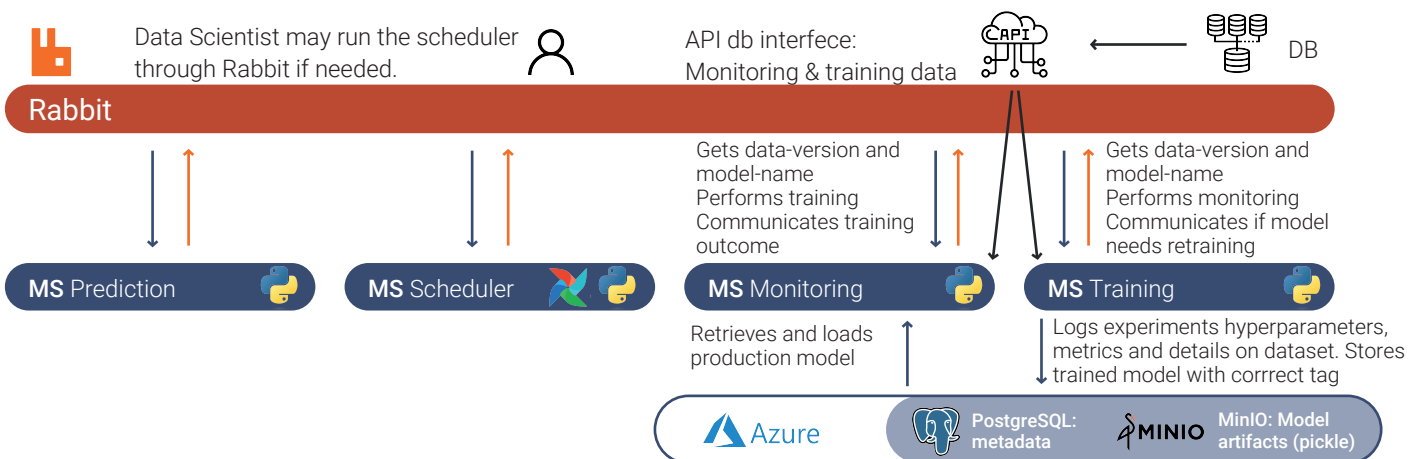 Data Scientist may run the scheduler
through Rabbit if needed.
API db interfece:
Monitoring & training data
API
DB
Rabbit
Gets data-version and
model-name
Performs training
Communicates training
outcome
Gets data-version and
model-name
Performs monitoring
Communicates if model
needs retraining
MS Prediction
MS Scheduler
MS Monitoring
MS Training
Retrieves and loads
production model
Logs experiments hyperparameters,
metrics and details on dataset. Stores
trained model with corrrect tag
Azure
PostgreSQL:
metadata
MINIO
MinIO: Model
artifacts (pickle)